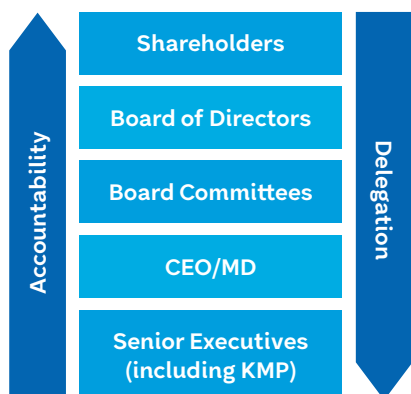 Accountability
Shareholders
Board of Directors
Board Committees
CEO/MD
Senior Executives
(including KMP)
Delegation